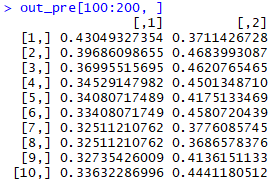 > out_pre[100:200, ]
[,1] [,2]
[1,] 0.43049327354 0.3711426728
[2,] 0.39686098655 0.4683993087
[3,] 0.36995515695 0.4620765465
[4,] 0.34529147982 0.4501348710
[5,] 0.34080717489 0.4175133469
[6,] 0.33408071749 0.4580720439
[7,] 0.32511210762 0.3776085745
[8,] 0.32511210762 0.3686578376
[9,] 0.32735426009 0.4136151133
[10,] 0.33632286996 0.4441180512